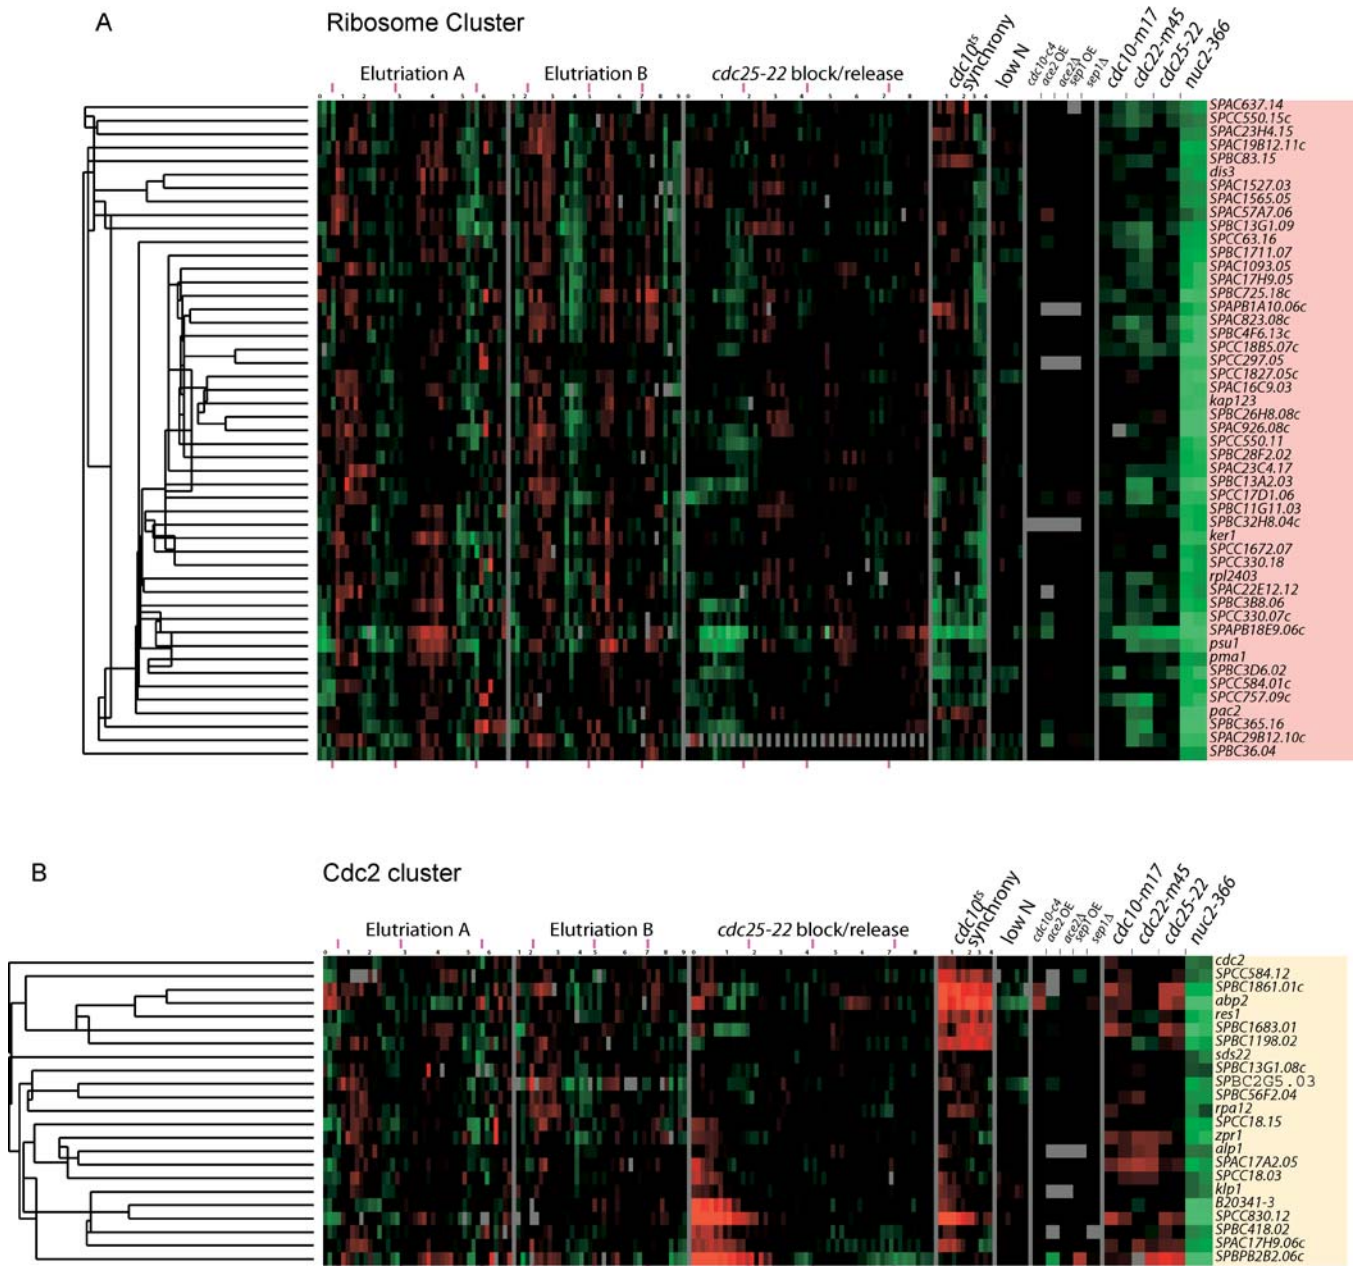 A
Ribosome Cluster
Elutriation A
Elutriation B
cdc25-22 block/release
cdc10ts synchrony
low N
cdc10-c4
ace2 OE
ace2Δ
sep1 OE
sep1Δ
cdc10-m17
cdc22-m45
cdc25-22
nuc2-366
SPAC637.14
SPCC550.15c
SPAC23H4.15
SPAC19B12.11c
SPBC83.15
dis3
SPAC1527.03
SPAC1565.05
SPAC57A7.06
SPBC13G1.09
SPCC63.16
SPBC1711.07
SPAC1093.05
SPAC17H9.05
SPBC725.18c
SPAPB1A10.06c
SPAC823.08c
SPBC4F6.13c
SPCC18B5.07c
SPCC297.05
SPCC1827.05c
SPAC16C9.03
kap123
SPBC26H8.08c
SPAC926.08c
SPCC550.11
SPBC28F2.02
SPAC23C4.17
SPBC13A2.03
SPCC17D1.06
SPBC11G11.03
SPBC32H8.04c
ker1
SPCC1672.07
SPCC330.18
rpl2403
SPAC22E12.12
SPBC3B8.06
SPCC330.07c
SPAPB18E9.06c
psu1
pma1
SPBC3D6.02
SPCC584.01c
SPCC757.09c
pac2
SPBC365.16
SPAC29B12.10c
SPBC36.04
B
Cdc2 cluster
Elutriation A
Elutriation B
cdc25-22 block/release
cdc10ts synchrony
low N
cdc10-c4
ace2 OE
ace2Δ
sep1 OE
sep1Δ
cdc10-m17
cdc22-m45
cdc25-22
nuc2-366
cdc2
SPCC584.12
SPBC1861.01c
abp2
res1
SPBC1683.01
SPBC1198.02
sds22
SPBC13G1.08c
SPBC2G5.03
SPBC56F2.04
rpa12
SPCC18.15
zpr1
alp1
SPAC17A2.05
SPCC18.03
klp1
B20341-3
SPCC830.12
SPBC418.02
SPAC17H9.06c
SPBPB2B2.06c